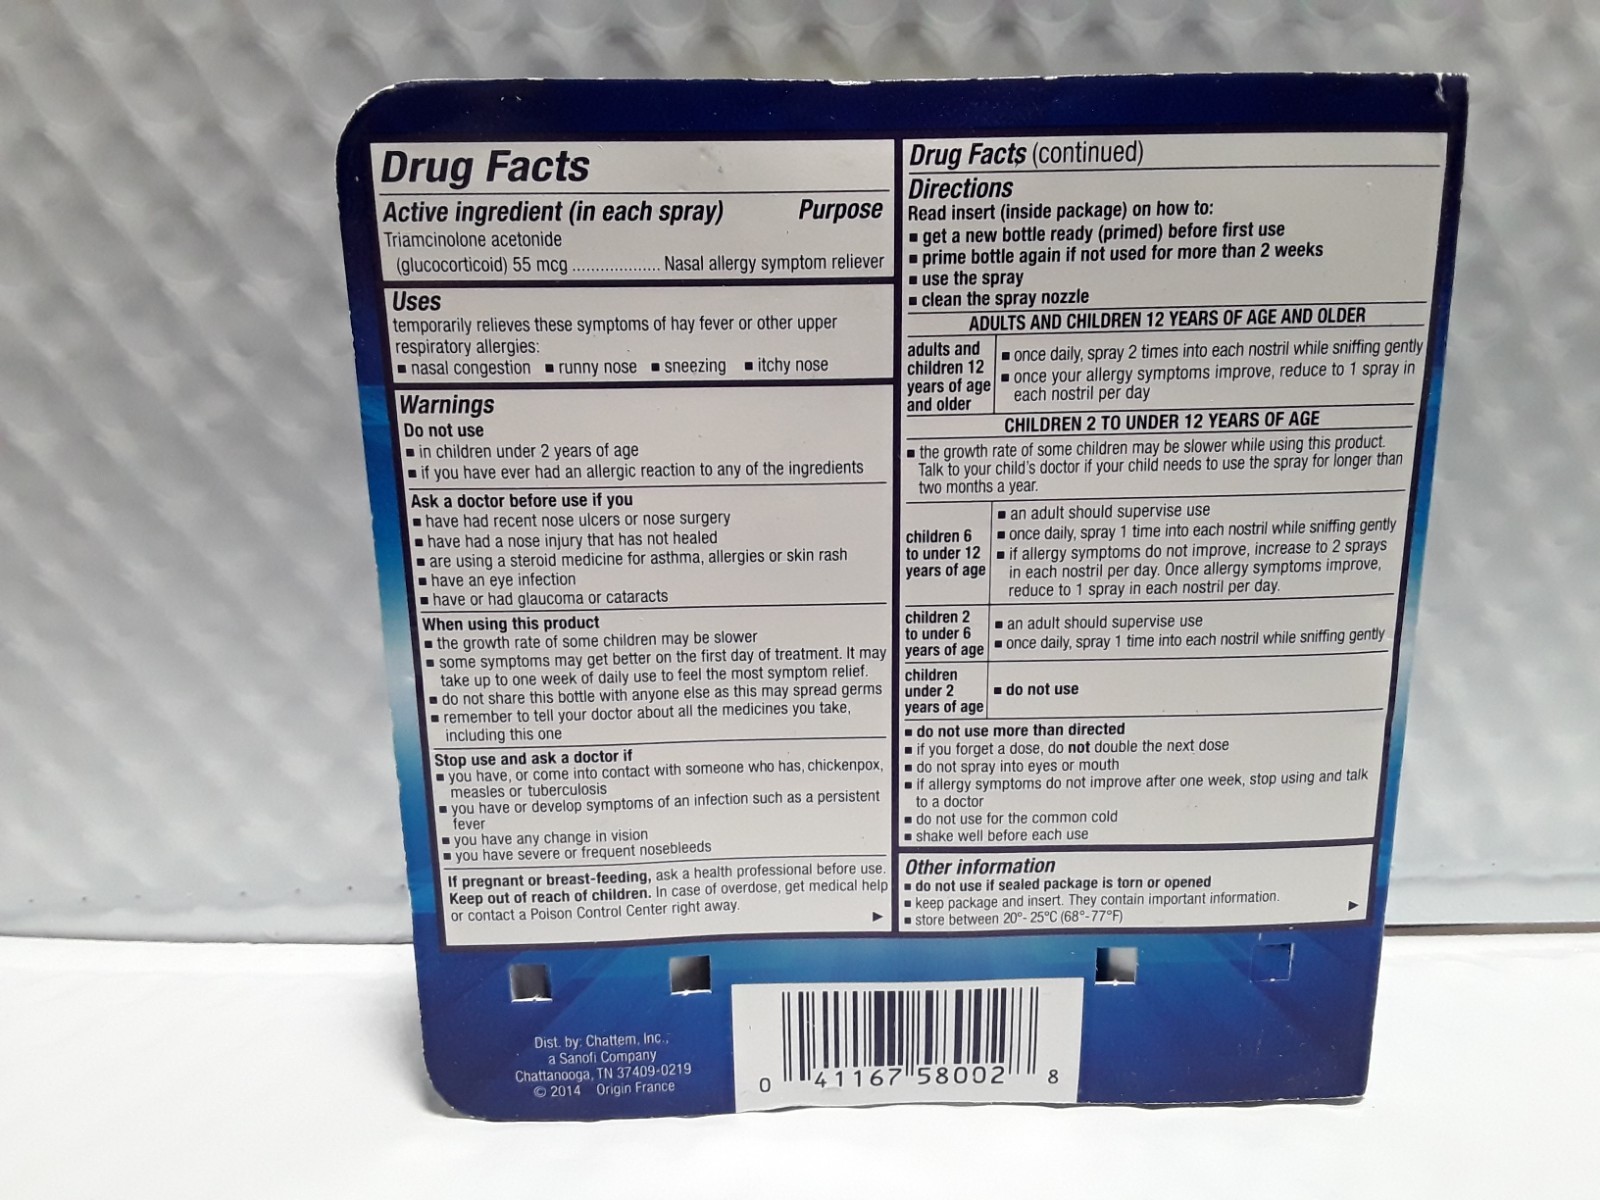 Drug Facts
Active ingredient (in each spray) Purpose
Triamcinolone acetonide
(glucocorticoid) 55 mcg ................... Nasal allergy symptom reliever
Uses
temporarily relieves these symptoms of hay fever or other upper
respiratory allergies:
■ nasal congestion ■ runny nose ■ sneezing ■ itchy nose
Warnings
Do not use
■ in children under 2 years of age
■ if you have ever had an allergic reaction to any of the ingredients
Ask a doctor before use if you
■ have had recent nose ulcers or nose surgery
■ have had a nose injury that has not healed
■ are using a steroid medicine for asthma, allergies or skin rash
■ have an eye infection
■ have or had glaucoma or cataracts
When using this product
■ the growth rate of some children may be slower
■ some symptoms may get better on the first day of treatment. It may
take up to one week of daily use to feel the most symptom relief.
■ do not share this bottle with anyone else as this may spread germs
■ remember to tell your doctor about all the medicines you take,
including this one
Stop use and ask a doctor if
■ you have, or come into contact with someone who has, chickenpox,
measles or tuberculosis
■ you have or develop symptoms of an infection such as a persistent
fever
■ you have any change in vision
■ you have severe or frequent nosebleeds
If pregnant or breast-feeding, ask a health professional before use.
Keep out of reach of children. In case of overdose, get medical help
or contact a Poison Control Center right away.
Drug Facts (continued)
Directions
Read insert (inside package) on how to:
■ get a new bottle ready (primed) before first use
■ prime bottle again if not used for more than 2 weeks
■ use the spray
■ clean the spray nozzle
ADULTS AND CHILDREN 12 YEARS OF AGE AND OLDER
adults and
children 12
years of age
and older
■ once daily, spray 2 times into each nostril while sniffing gently
■ once your allergy symptoms improve, reduce to 1 spray in
each nostril per day
CHILDREN 2 TO UNDER 12 YEARS OF AGE
■ the growth rate of some children may be slower while using this product.
Talk to your child's doctor if your child needs to use the spray for longer than
two months a year.
children 6
to under 12
years of age
■ an adult should supervise use
■ once daily, spray 1 time into each nostril while sniffing gently
■ if allergy symptoms do not improve, increase to 2 sprays
in each nostril per day. Once allergy symptoms improve,
reduce to 1 spray in each nostril per day.
children 2
to under 6
years of age
■ an adult should supervise use
■ once daily, spray 1 time into each nostril while sniffing gently
children
under 2
years of age
■ do not use
■ do not use more than directed
■ if you forget a dose, do not double the next dose
■ do not spray into eyes or mouth
■ if allergy symptoms do not improve after one week, stop using and talk
to a doctor
■ do not use for the common cold
■ shake well before each use
Other information
■ do not use if sealed package is torn or opened
■ keep package and insert. They contain important information.
■ store between 20°-25°C (68°-77°F)
Dist. by: Chattem, Inc.,
a Sanofi Company
Chattanooga, TN 37409-0219
© 2014 Origin France
0 41167 58002 8